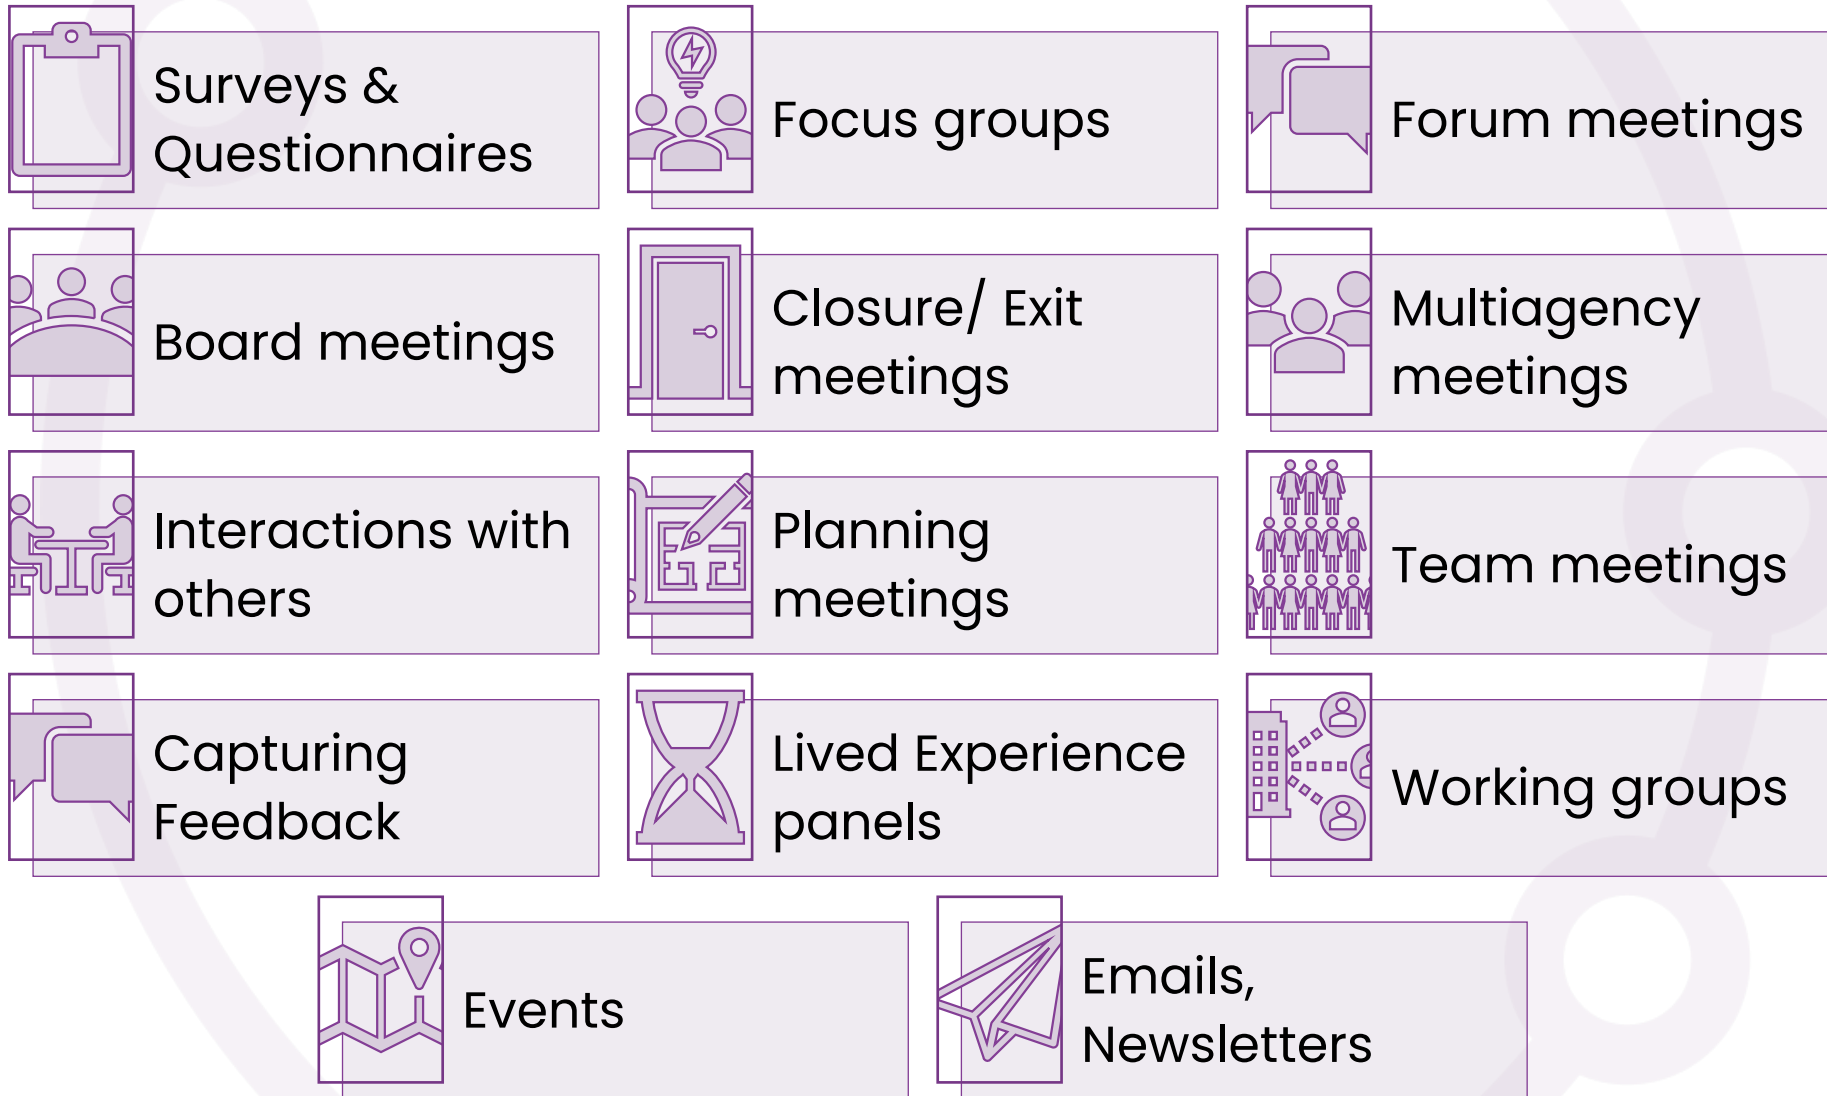 Surveys &
Questionnaires
Focus groups
Forum meetings
Board meetings
Closure/ Exit
meetings
Multiagency
meetings
Interactions with
others
Planning
meetings
Team meetings
Capturing
Feedback
Lived Experience
panels
Working groups
Events
Emails,
Newsletters